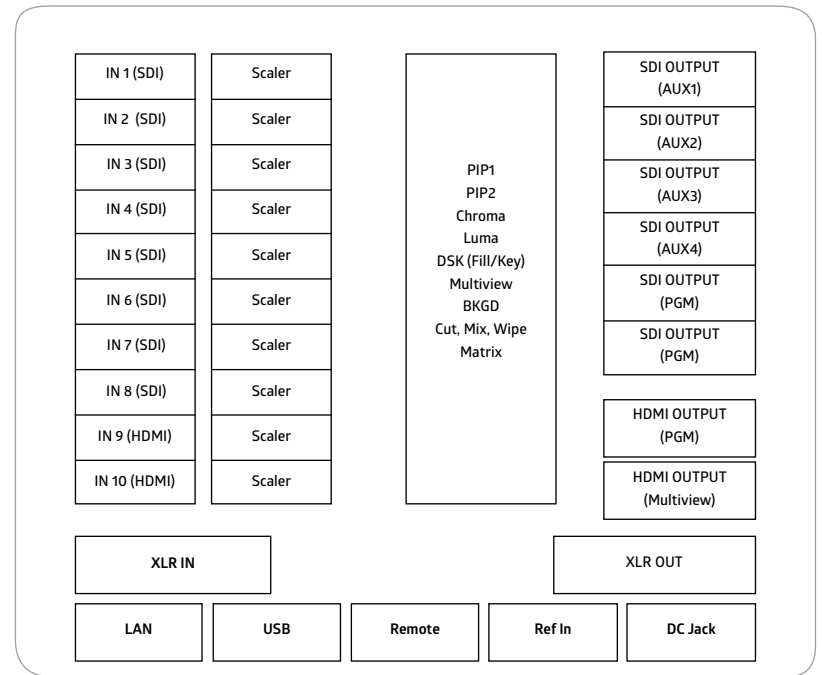 IN 1 (SDI)
Scaler
IN 2 (SDI)
Scaler
IN 3 (SDI)
Scaler
IN 4 (SDI)
Scaler
IN 5 (SDI)
Scaler
IN 6 (SDI)
Scaler
IN 7 (SDI)
Scaler
IN 8 (SDI)
Scaler
IN 9 (HDMI)
Scaler
IN 10 (HDMI)
Scaler
PIP1
PIP2
Chroma
Luma
DSK (Fill/Key)
Multiview
BKGD
Cut, Mix, Wipe
Matrix
SDI OUTPUT
(AUX1)
SDI OUTPUT
(AUX2)
SDI OUTPUT
(AUX3)
SDI OUTPUT
(AUX4)
SDI OUTPUT
(PGM)
SDI OUTPUT
(PGM)
HDMI OUTPUT
(PGM)
HDMI OUTPUT
(Multiview)
XLR IN
XLR OUT
LAN
USB
Remote
Ref In
DC Jack